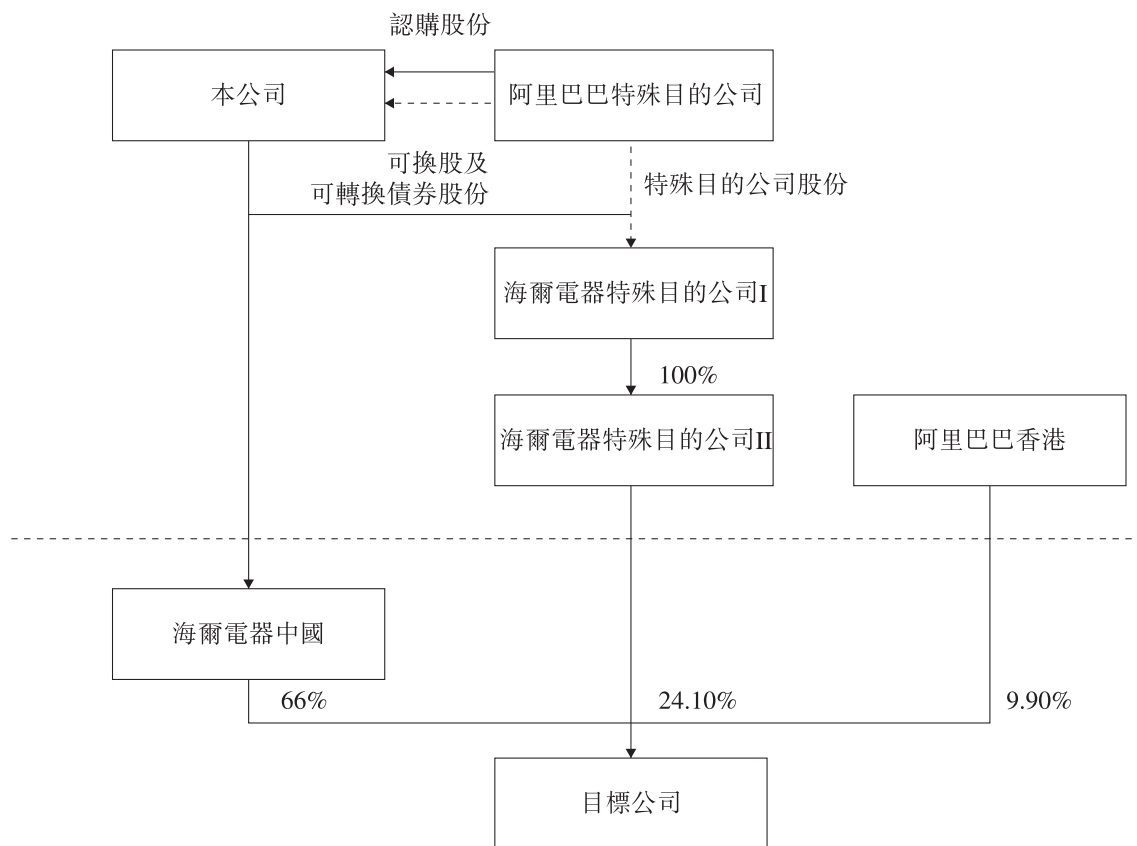 認購股份
本公司
阿里巴巴特殊目的公司
可換股及
可轉換債券股份
特殊目的公司股份
海爾電器特殊目的公司I
100%
海爾電器特殊目的公司II
阿里巴巴香港
海爾電器中國
66%
24.10%
9.90%
目標公司